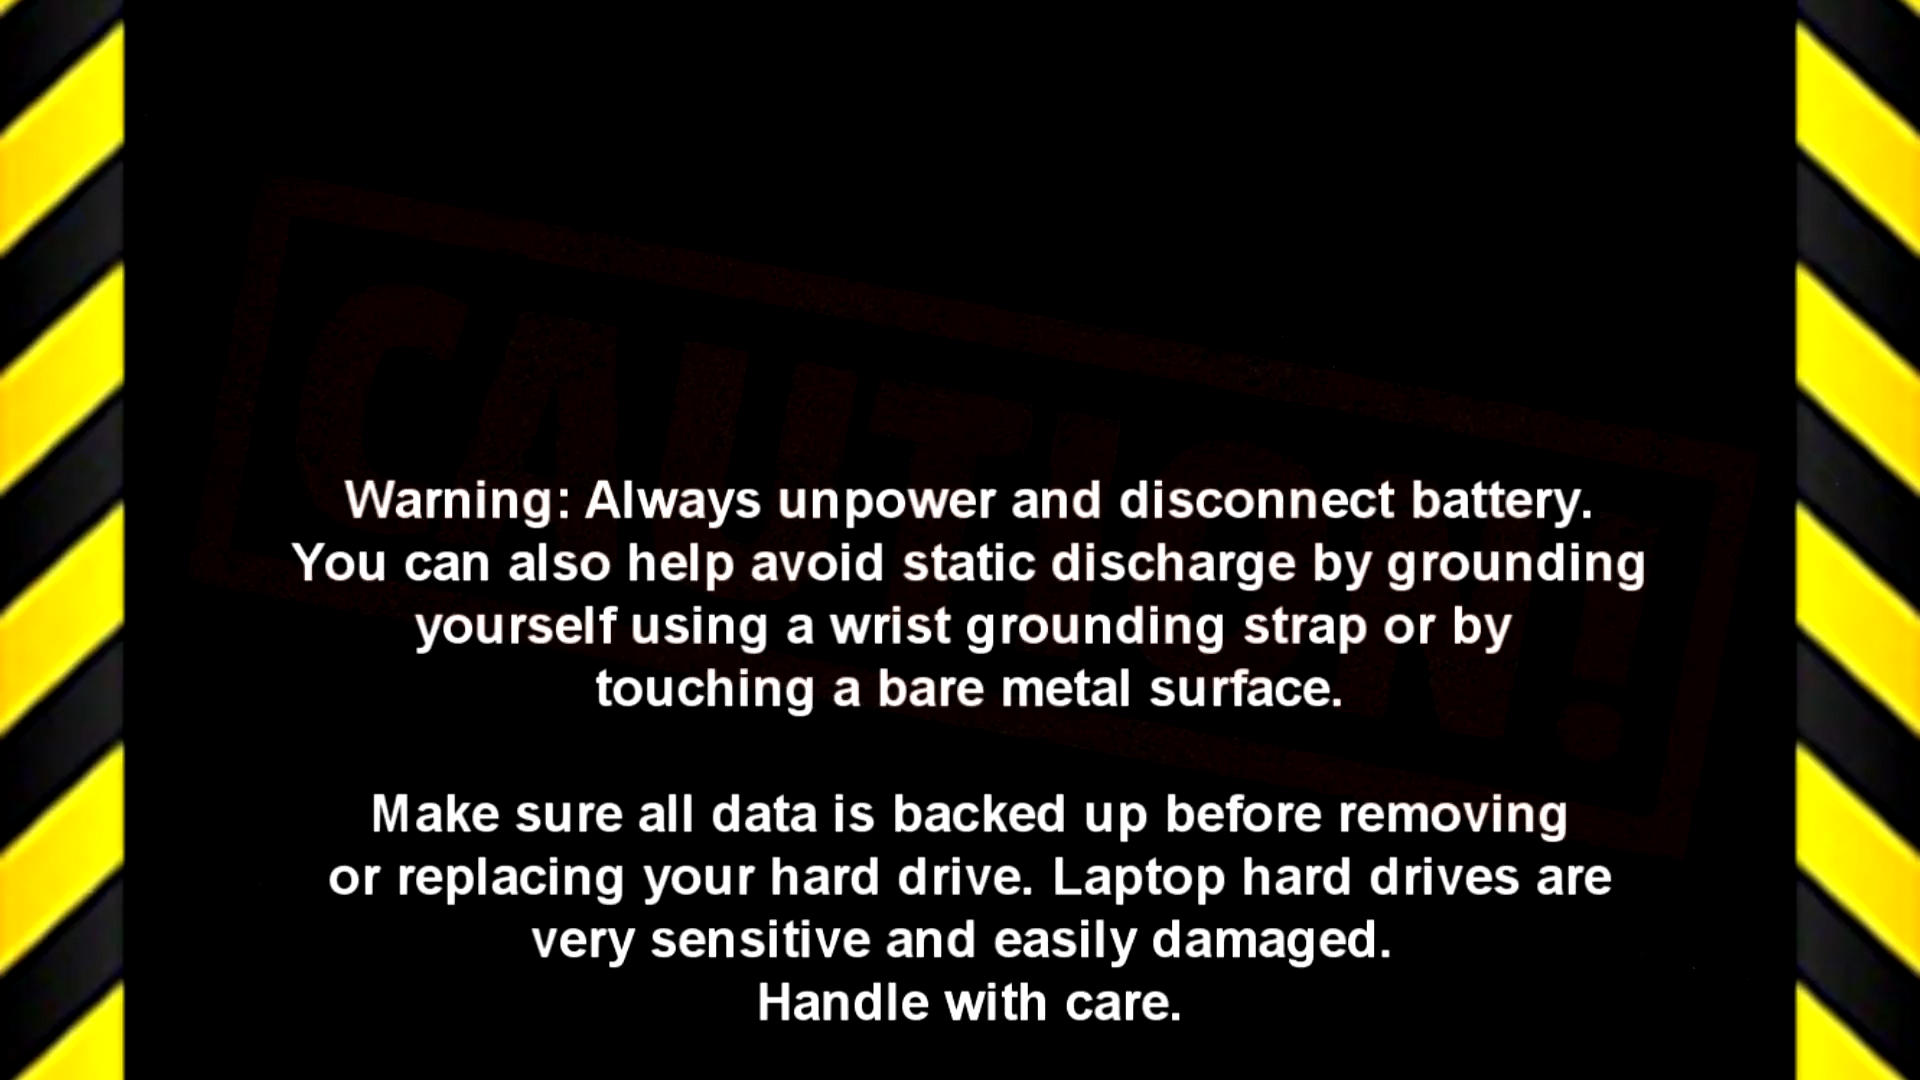 CAUTION!
Warning: Always unpower and disconnect battery.
You can also help avoid static discharge by grounding
yourself using a wrist grounding strap or by
touching a bare metal surface.
Make sure all data is backed up before removing
or replacing your hard drive. Laptop hard drives are
very sensitive and easily damaged.
Handle with care.